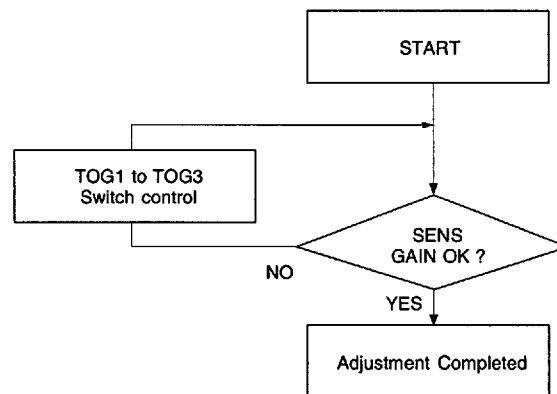 START
TOG1 to TOG3
Switch control
SENS
GAIN OK ?
NO
YES
Adjustment Completed